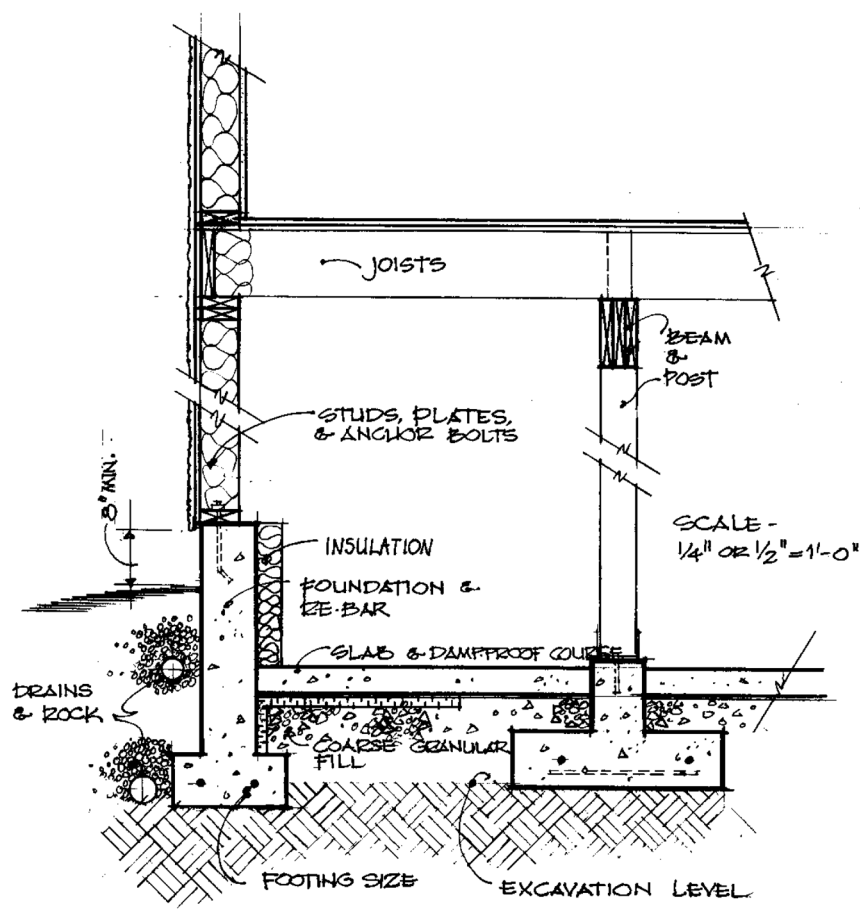 JOISTS
BEAM
&
POST
STUDS, PLATES,
& ANCHOR BOLTS
8" MIN.
SCALE -
1/4" OR 1/2" = 1'-0"
INSULATION
FOUNDATION &
RE-BAR
SLAB & DAMPPROOF COURSE
DRAINS
& ROCK
COARSE GRANULAR
FILL
FOOTING SIZE
EXCAVATION LEVEL